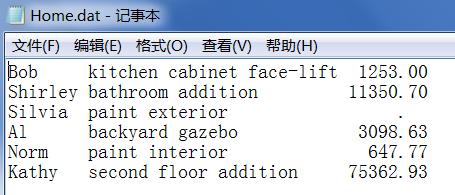 Home.dat - 记事本
文件(F) 编辑(E) 格式(O) 查看(V) 帮助(H)
Bob     kitchen cabinet face-lift  1253.00
Shirley bathroom addition         11350.70
Silvia  paint exterior                .
Al      backyard gazebo            3098.63
Norm    paint interior              647.77
Kathy   second floor addition     75362.93